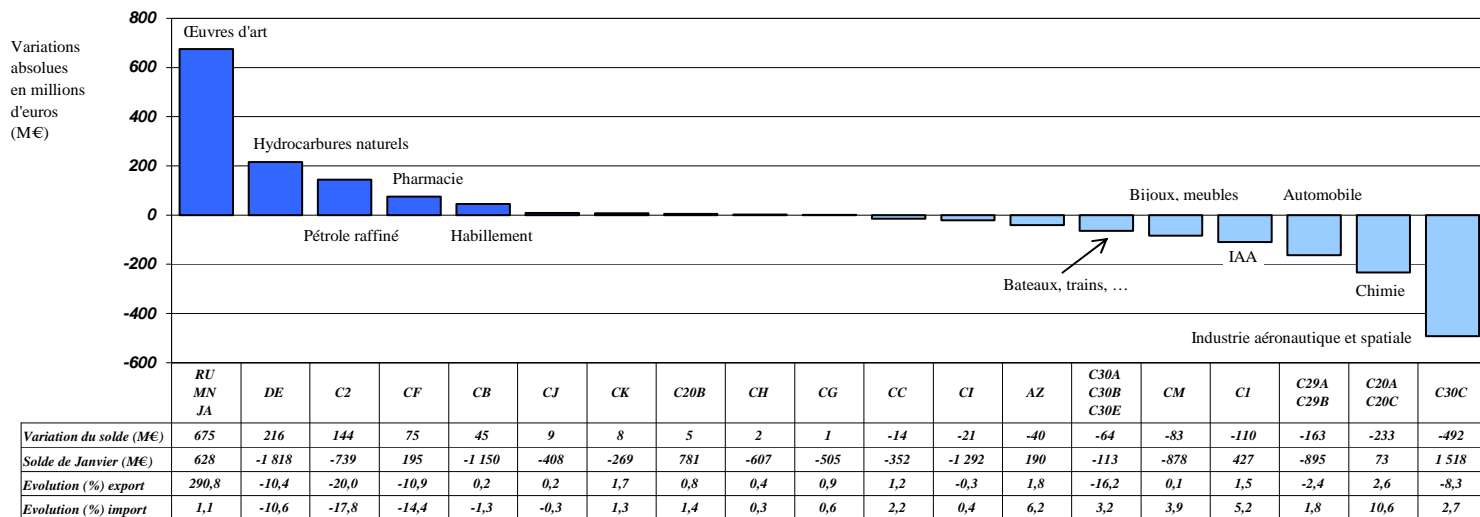 800
Variations
absolues
en millions
d'euros
(M€)
Œuvres d'art
600
400
Hydrocarbures naturels
200
Pharmacie
Bijoux, meubles
Automobile
0
Pétrole raffiné
Habillement
IAA
-200
Bateaux, trains, …
Chimie
-400
Industrie aéronautique et spatiale
-600
RU MN JA DE C2 CF CB CJ CK C20B CH CG CC CI AZ C30A C30B C30E CM C1 C29A C29B C20A C20C C30C
Variation du solde (M€) 675 216 144 75 45 9 8 5 2 1 -14 -21 -40 -64 -83 -110 -163 -233 -492
Solde de Janvier (M€) 628 -1 818 -739 195 -1 150 -408 -269 781 -607 -505 -352 -1 292 190 -113 -878 427 -895 73 1 518
Evolution (%) export 290,8 -10,4 -20,0 -10,9 0,2 0,2 1,7 0,8 0,4 0,9 1,2 -0,3 1,8 -16,2 0,1 1,5 -2,4 2,6 -8,3
Evolution (%) import 1,1 -10,6 -17,8 -14,4 -1,3 -0,3 1,3 1,4 0,3 0,6 2,2 0,4 6,2 3,2 3,9 5,2 1,8 10,6 2,7